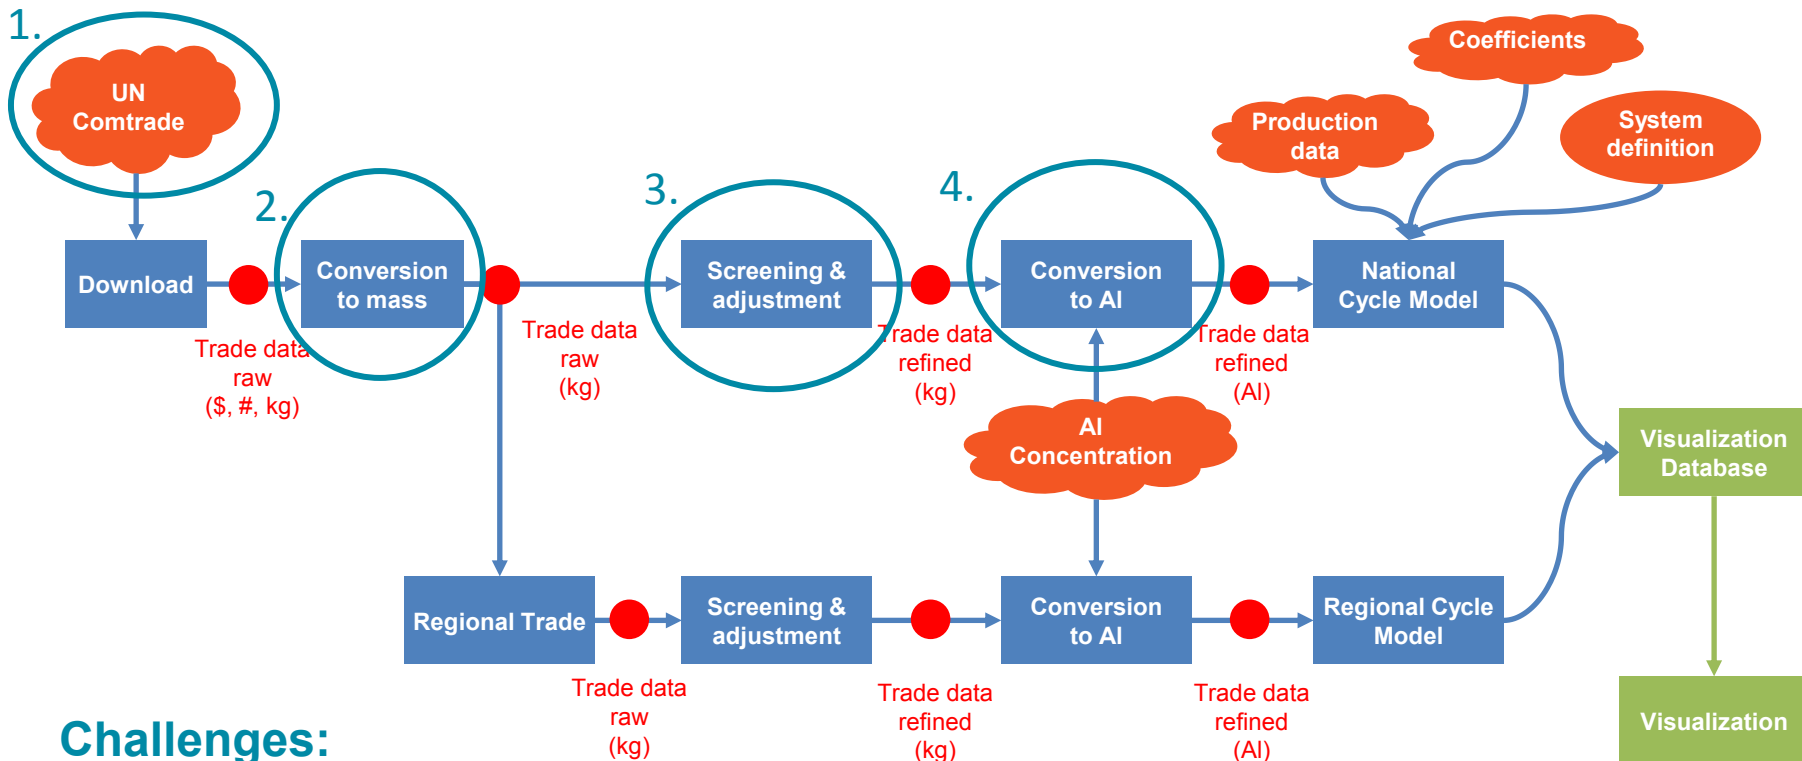 1.
UN
Comtrade
Coefficients
Production
data
System
definition
2.
3.
4.
Download
Conversion
to mass
Screening &
adjustment
Conversion
to Al
National
Cycle Model
Trade data
raw
($, #, kg)
Trade data
raw
(kg)
Trade data
refined
(kg)
Trade data
refined
(Al)
Al
Concentration
Visualization
Database
Regional Trade
Screening &
adjustment
Conversion
to Al
Regional Cycle
Model
Trade data
raw
(kg)
Trade data
refined
(kg)
Trade data
refined
(Al)
Visualization
Challenges: